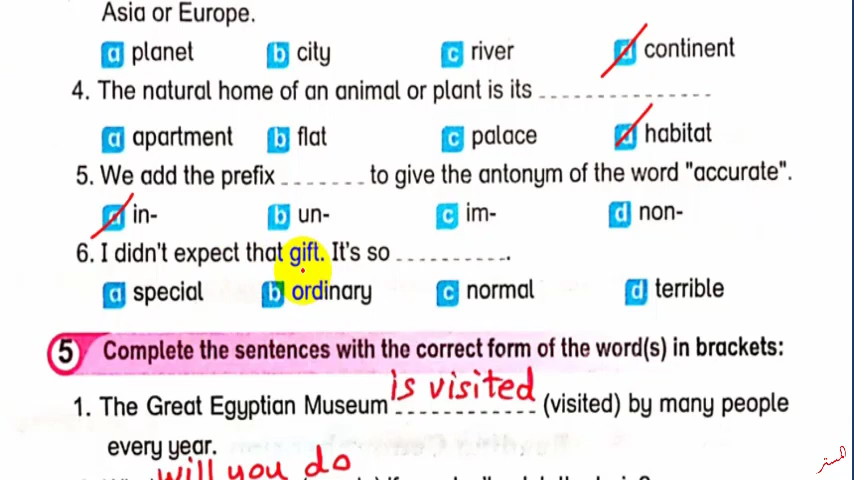 Asia or Europe.
a planet b city c river d continent
4. The natural home of an animal or plant is its ______________
a apartment b flat c palace d habitat
5. We add the prefix _______ to give the antonym of the word "accurate".
a in- b un- c im- d non-
6. I didn't expect that gift. It's so __________.
a special b ordinary c normal d terrible
5 Complete the sentences with the correct form of the word(s) in brackets:
is visited
1. The Great Egyptian Museum ____________ (visited) by many people
every year.
will you do